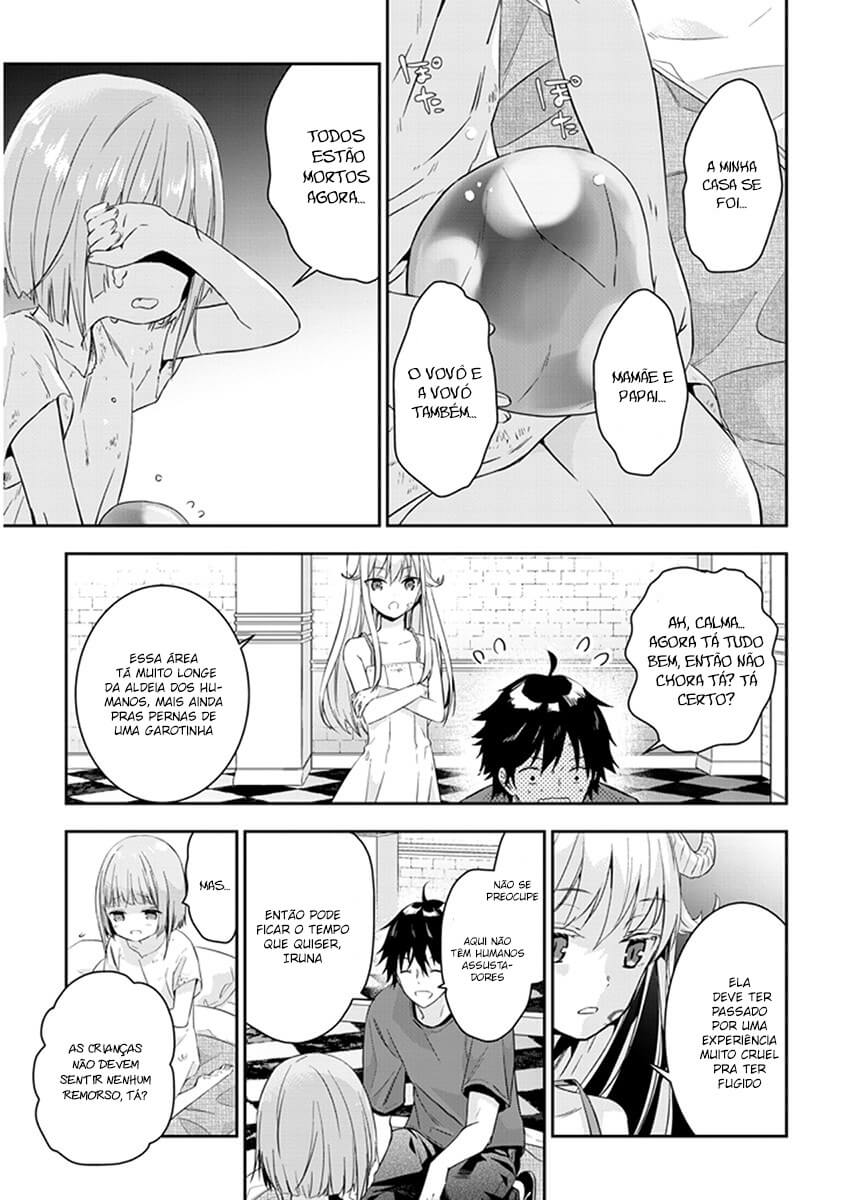 ぽた
ぽた
A MINHA
CASA SE
FOI...
MAMÃE E
PAPAI...
O VOVÔ E
A VOVÓ
TAMBÉM...
TODOS
ESTÃO
MORTOS
AGORA...
AH, CALMA...
AGORA TÁ TUDO
BEM, ENTÃO NÃO
CHORA TÁ? TÁ
CERTO?
ESSA ÁREA
TÁ MUITO LONGE
DA ALDEIA DOS HU-
MANOS, MAIS AINDA
PRAS PERNAS DE
UMA GAROTINHA
ELA
DEVE TER
PASSADO
POR UMA
EXPERIÊNCIA
MUITO CRUEL
PRA TER
FUGIDO
NÃO SE
PREOCUPE
AQUI NÃO
TÊM HUMANOS
ASSUSTA-
DORES
ENTÃO PODE
FICAR O TEMPO
QUE QUISER,
IRUNA
MAS...
AS CRIANÇAS
NÃO DEVEM
SENTIR NENHUM
REMORSO, TÁ?